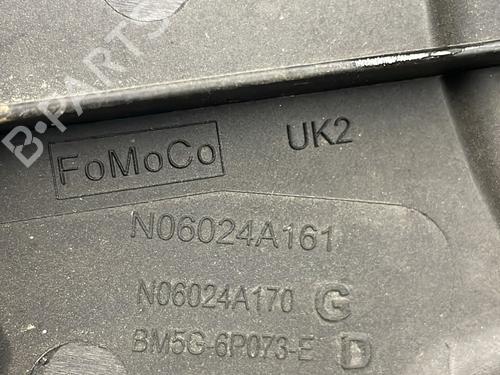 B-PARTS
FoMoCo
UK2
N06024A161
N06024A170 G
BM5G-6P073-E D